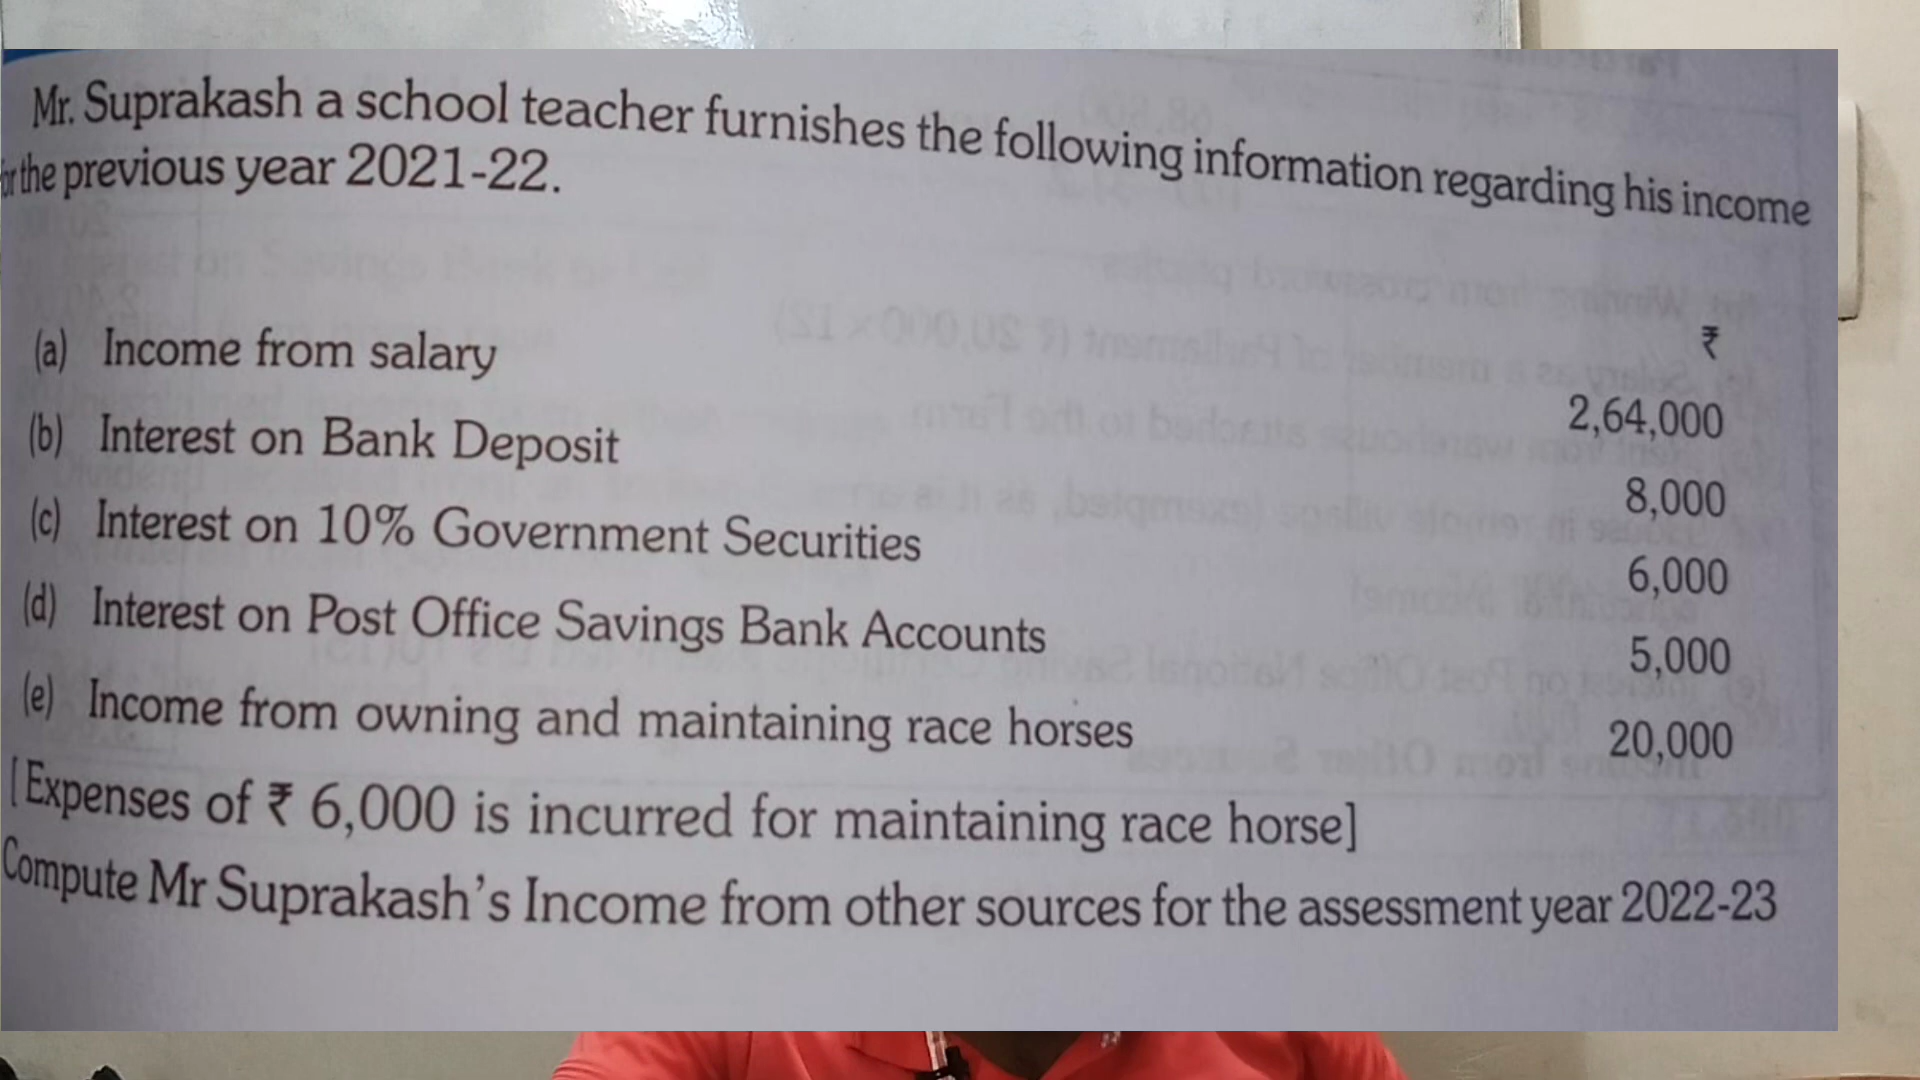 Mr. Suprakash a school teacher furnishes the following information regarding his income
the previous year 2021-22.
₹
(a) Income from salary 2,64,000
(b) Interest on Bank Deposit 8,000
(c) Interest on 10% Government Securities 6,000
(d) Interest on Post Office Savings Bank Accounts 5,000
(e) Income from owning and maintaining race horses 20,000
[Expenses of ₹ 6,000 is incurred for maintaining race horse]
Compute Mr Suprakash's Income from other sources for the assessment year 2022-23